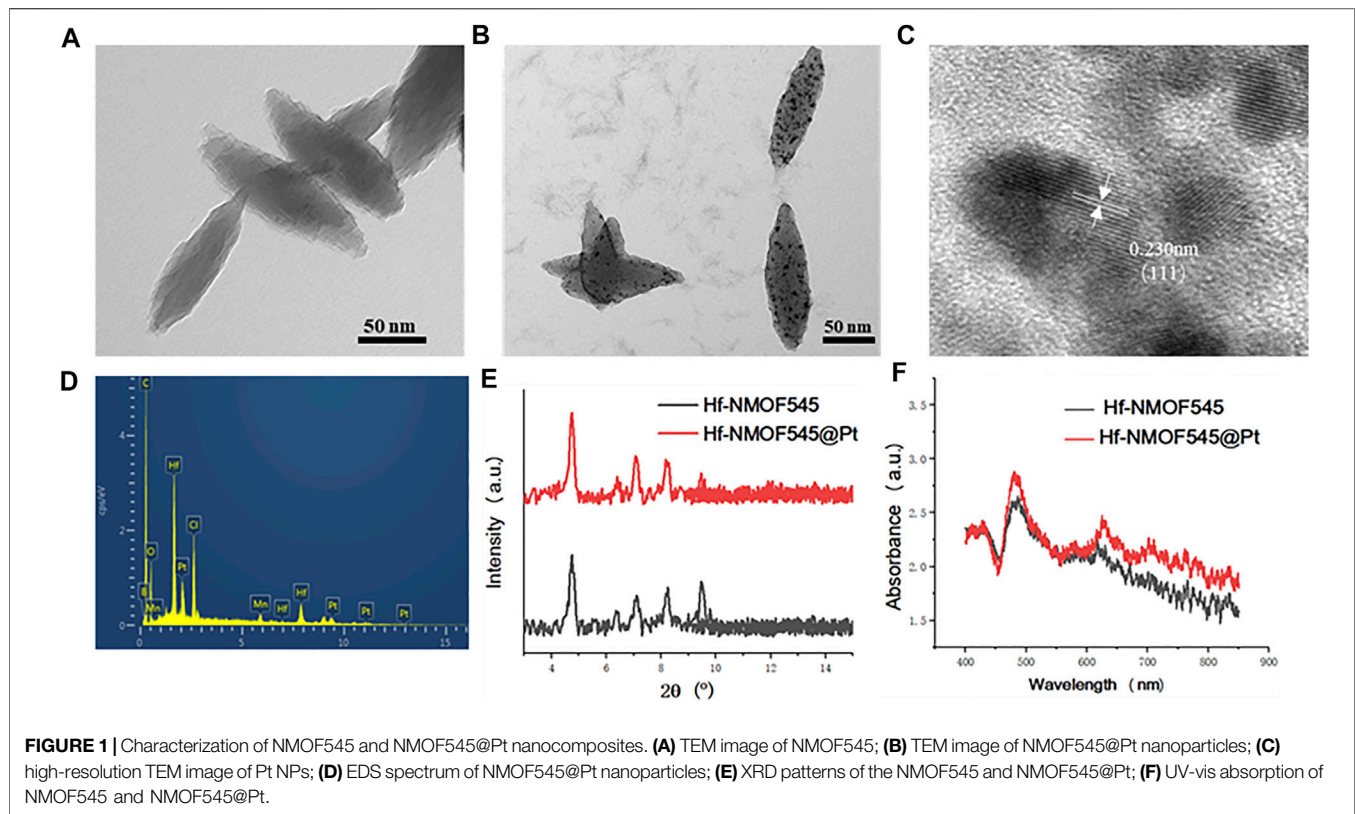 A
B
C
50 nm
50 nm
0.230nm
(111)
D
E
F
cps/eV
4
2
0
0
5
10
15
C
O
Mn
Hf
Pt
Cl
Mn
Hf
Hf
Pt
Pt
Pt
Intensity (a.u.)
Hf-NMOF545
Hf-NMOF545@Pt
4
6
8
10
12
14
2θ (°)
Absorbance (a.u.)
3.5
3.0
2.5
2.0
1.5
Hf-NMOF545
Hf-NMOF545@Pt
400
500
600
700
800
900
Wavelength (nm)
FIGURE 1 | Characterization of NMOF545 and NMOF545@Pt nanocomposites. (A) TEM image of NMOF545; (B) TEM image of NMOF545@Pt nanoparticles; (C)
high-resolution TEM image of Pt NPs; (D) EDS spectrum of NMOF545@Pt nanoparticles; (E) XRD patterns of the NMOF545 and NMOF545@Pt; (F) UV-vis absorption of
NMOF545 and NMOF545@Pt.